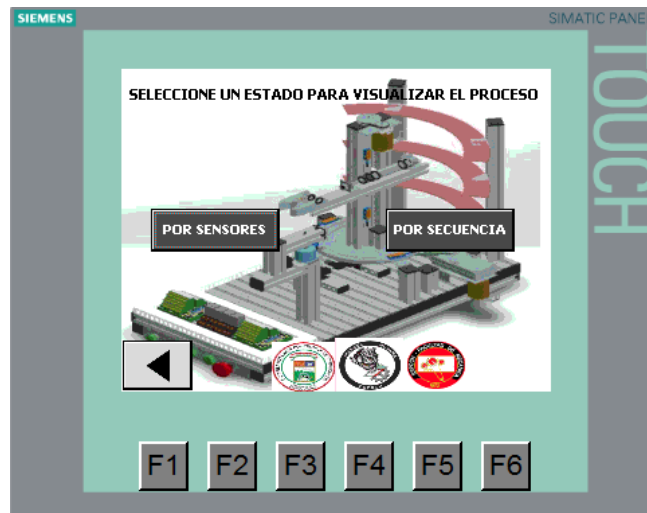 SIEMENS
SIMATIC PANE
TOUCH
SELECCIONE UN ESTADO PARA VISUALIZAR EL PROCESO
POR SENSORES
POR SECUENCIA
F1 F2 F3 F4 F5 F6